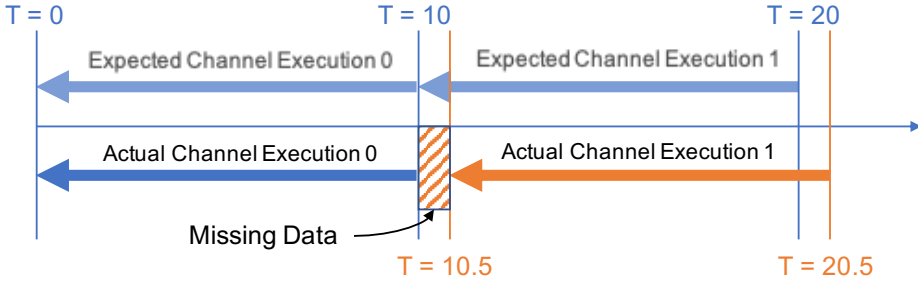 T = 0
T = 10
T = 20
Expected Channel Execution 0
Expected Channel Execution 1
Actual Channel Execution 0
Actual Channel Execution 1
Missing Data
T = 10.5
T = 20.5